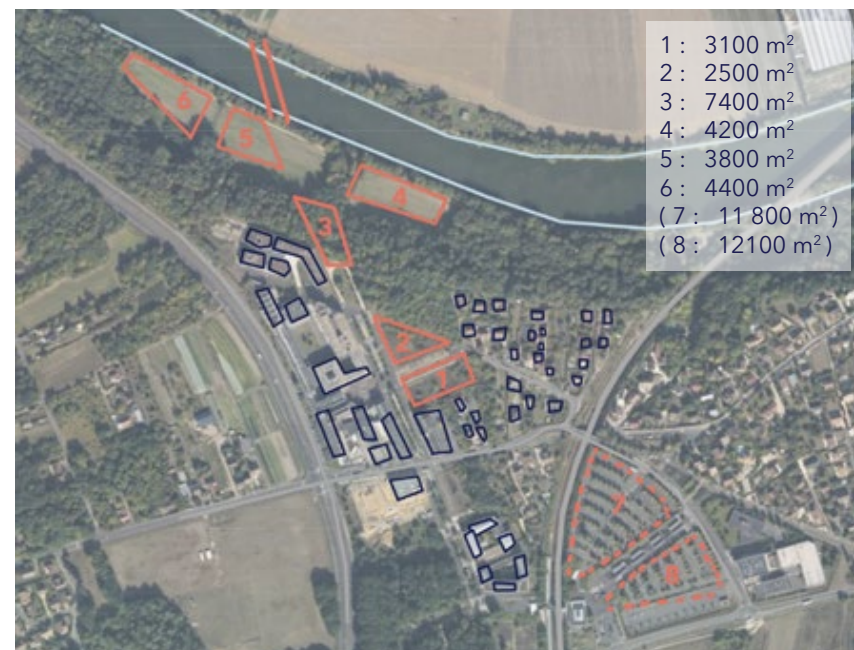 1 : 3100 m²
2 : 2500 m²
3 : 7400 m²
4 : 4200 m²
5 : 3800 m²
6 : 4400 m²
( 7 : 11 800 m² )
( 8 : 12100 m² )
6
5
4
3
2
1
7
8